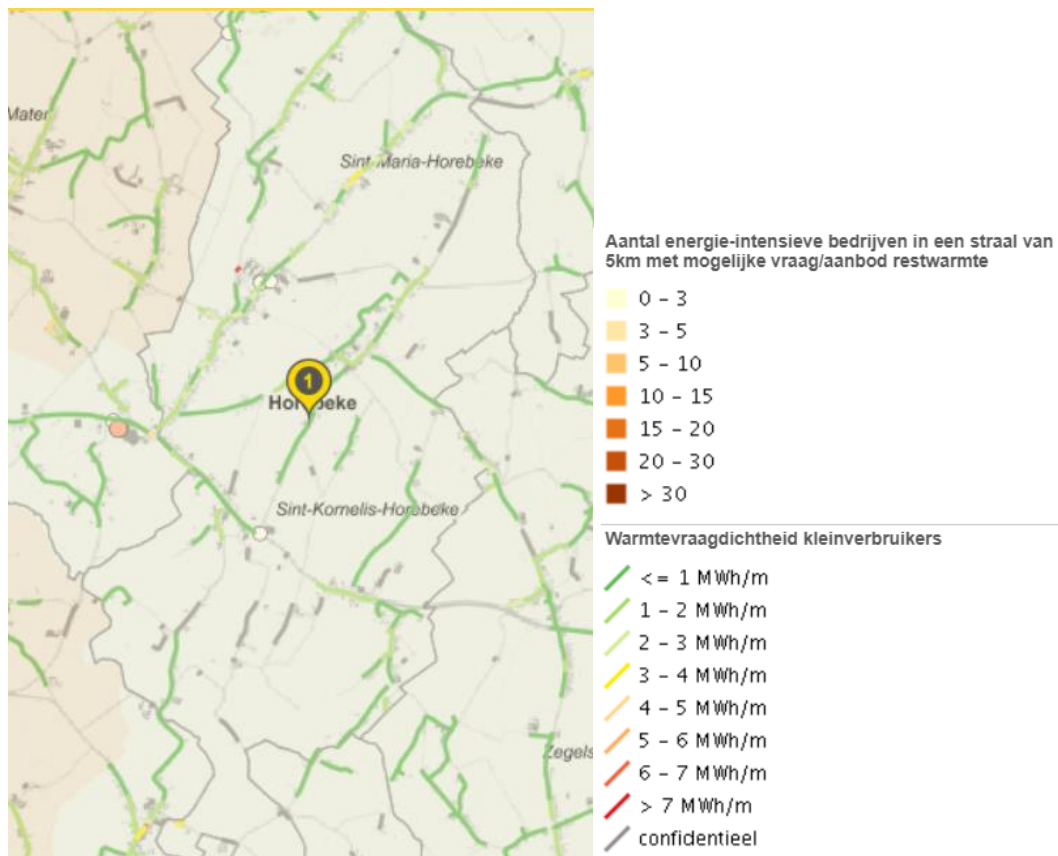 Mater
Sint-Maria-Horebeke
1
Horebeke
Sint-Kornelis-Horebeke
Zegels
Aantal energie-intensieve bedrijven in een straal van
5km met mogelijke vraag/aanbod restwarmte
0 - 3
3 - 5
5 - 10
10 - 15
15 - 20
20 - 30
> 30
Warmtevraagdichtheid kleinverbruikers
<= 1 MWh/m
1 - 2 MWh/m
2 - 3 MWh/m
3 - 4 MWh/m
4 - 5 MWh/m
5 - 6 MWh/m
6 - 7 MWh/m
> 7 MWh/m
confidentieel